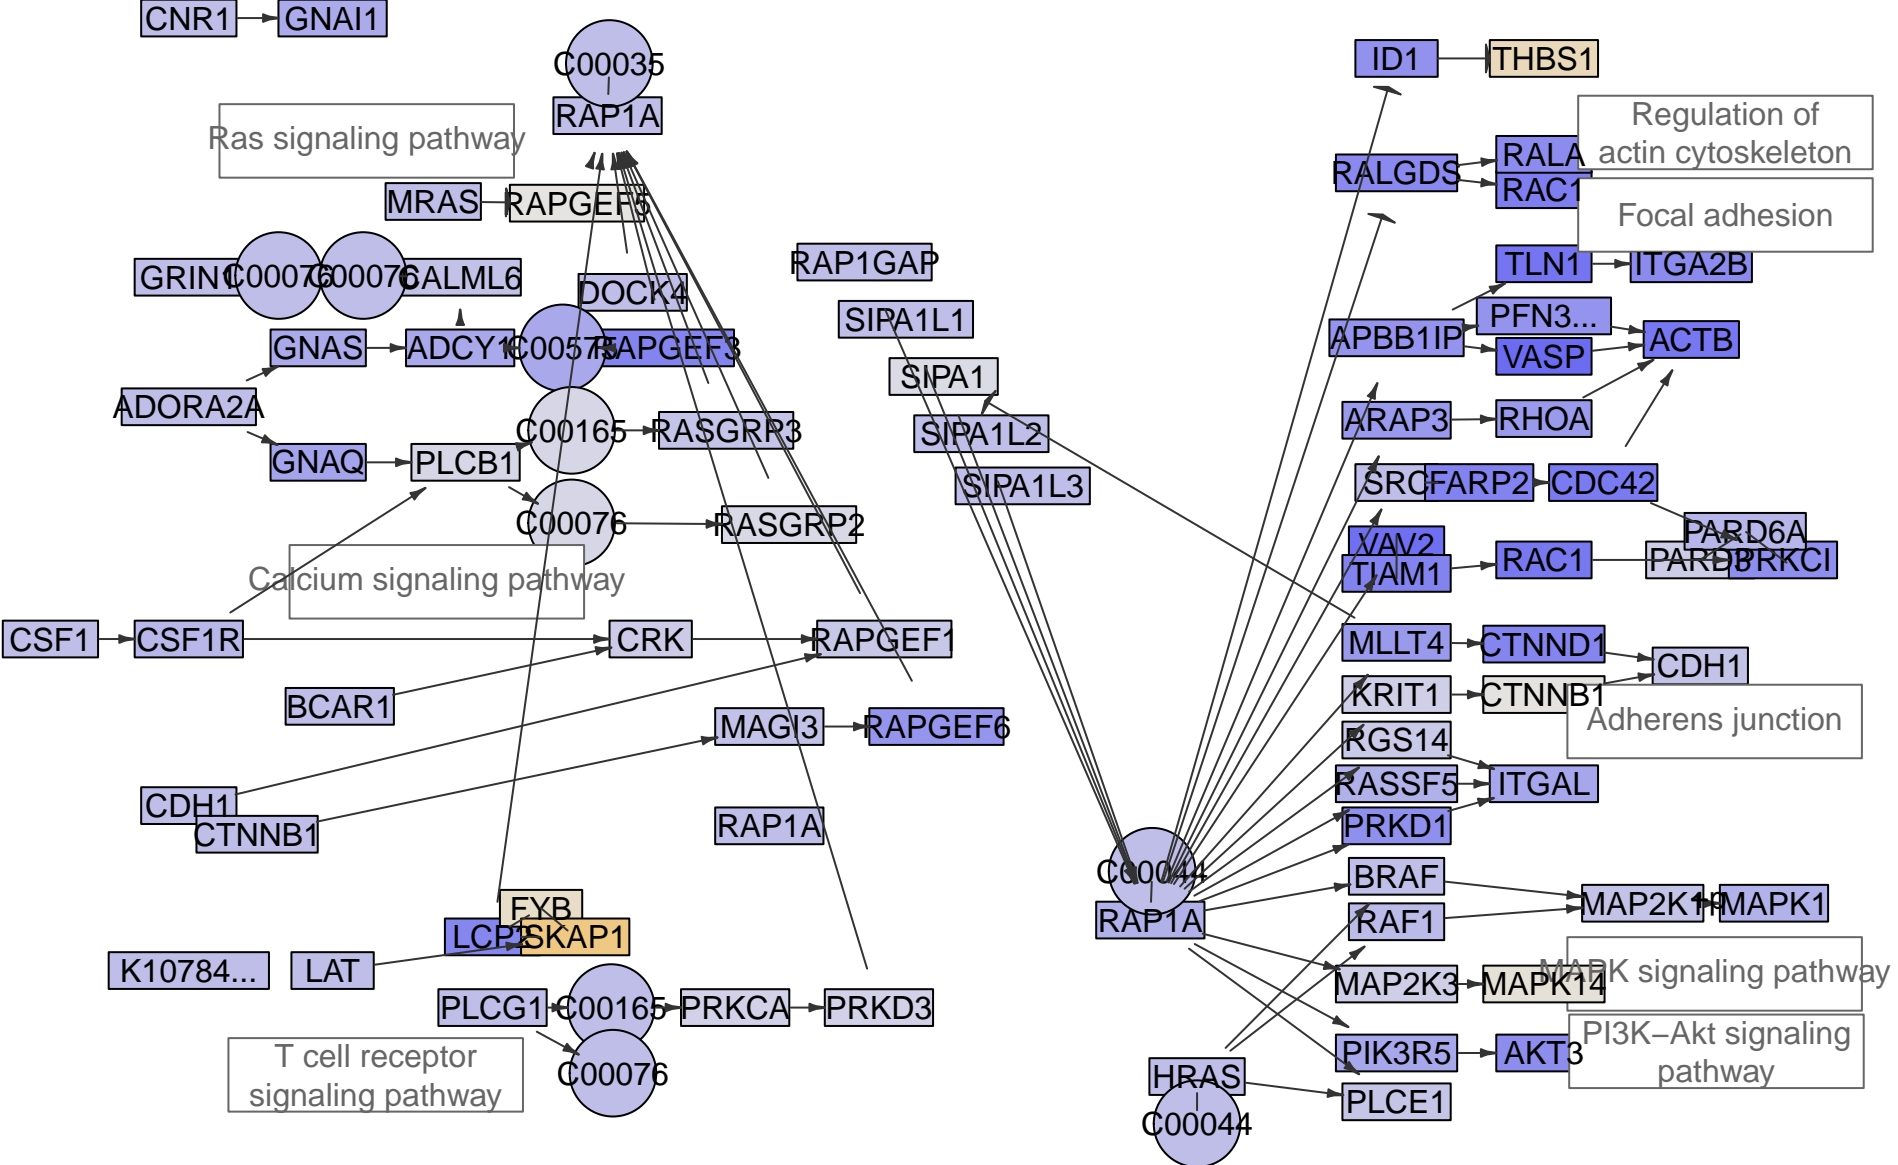 CNR1
GNAI1
C00035
RAP1A
Ras signaling pathway
MRAS
RAPGEF5
GRIN1
C00076
C00076
CALML6
DOCK4
GNAS
ADCY1
C00575
RAPGEF3
ADORA2A
GNAQ
PLCB1
C00165
RASGRP3
C00076
RASGRP2
Calcium signaling pathway
CSF1
CSF1R
CRK
RAPGEF1
BCAR1
MAGI3
RAPGEF6
CDH1
CTNNB1
RAP1A
FYB
LCP2
SKAP1
K10784...
LAT
PLCG1
C00165
PRKCA
PRKD3
C00076
T cell receptor
signaling pathway
RAP1GAP
SIPA1L1
SIPA1
SIPA1L2
SIPA1L3
C00044
RAP1A
HRAS
C00044
ID1
THBS1
Regulation of
actin cytoskeleton
RALGDS
RALA
RAC1
Focal adhesion
TLN1
ITGA2B
APBB1IP
PFN3...
VASP
ACTB
ARAP3
RHOA
SRC
FARP2
CDC42
VAV2
TIAM1
RAC1
PARD6A
PARD3
PRKCI
MLLT4
CTNND1
CDH1
KRIT1
CTNNB1
Adherens junction
RGS14
RASSF5
ITGAL
PRKD1
BRAF
RAF1
MAP2K1
+p
MAPK1
MAP2K3
MAPK14
MAPK signaling pathway
PIK3R5
AKT3
PI3K−Akt signaling
pathway
PLCE1